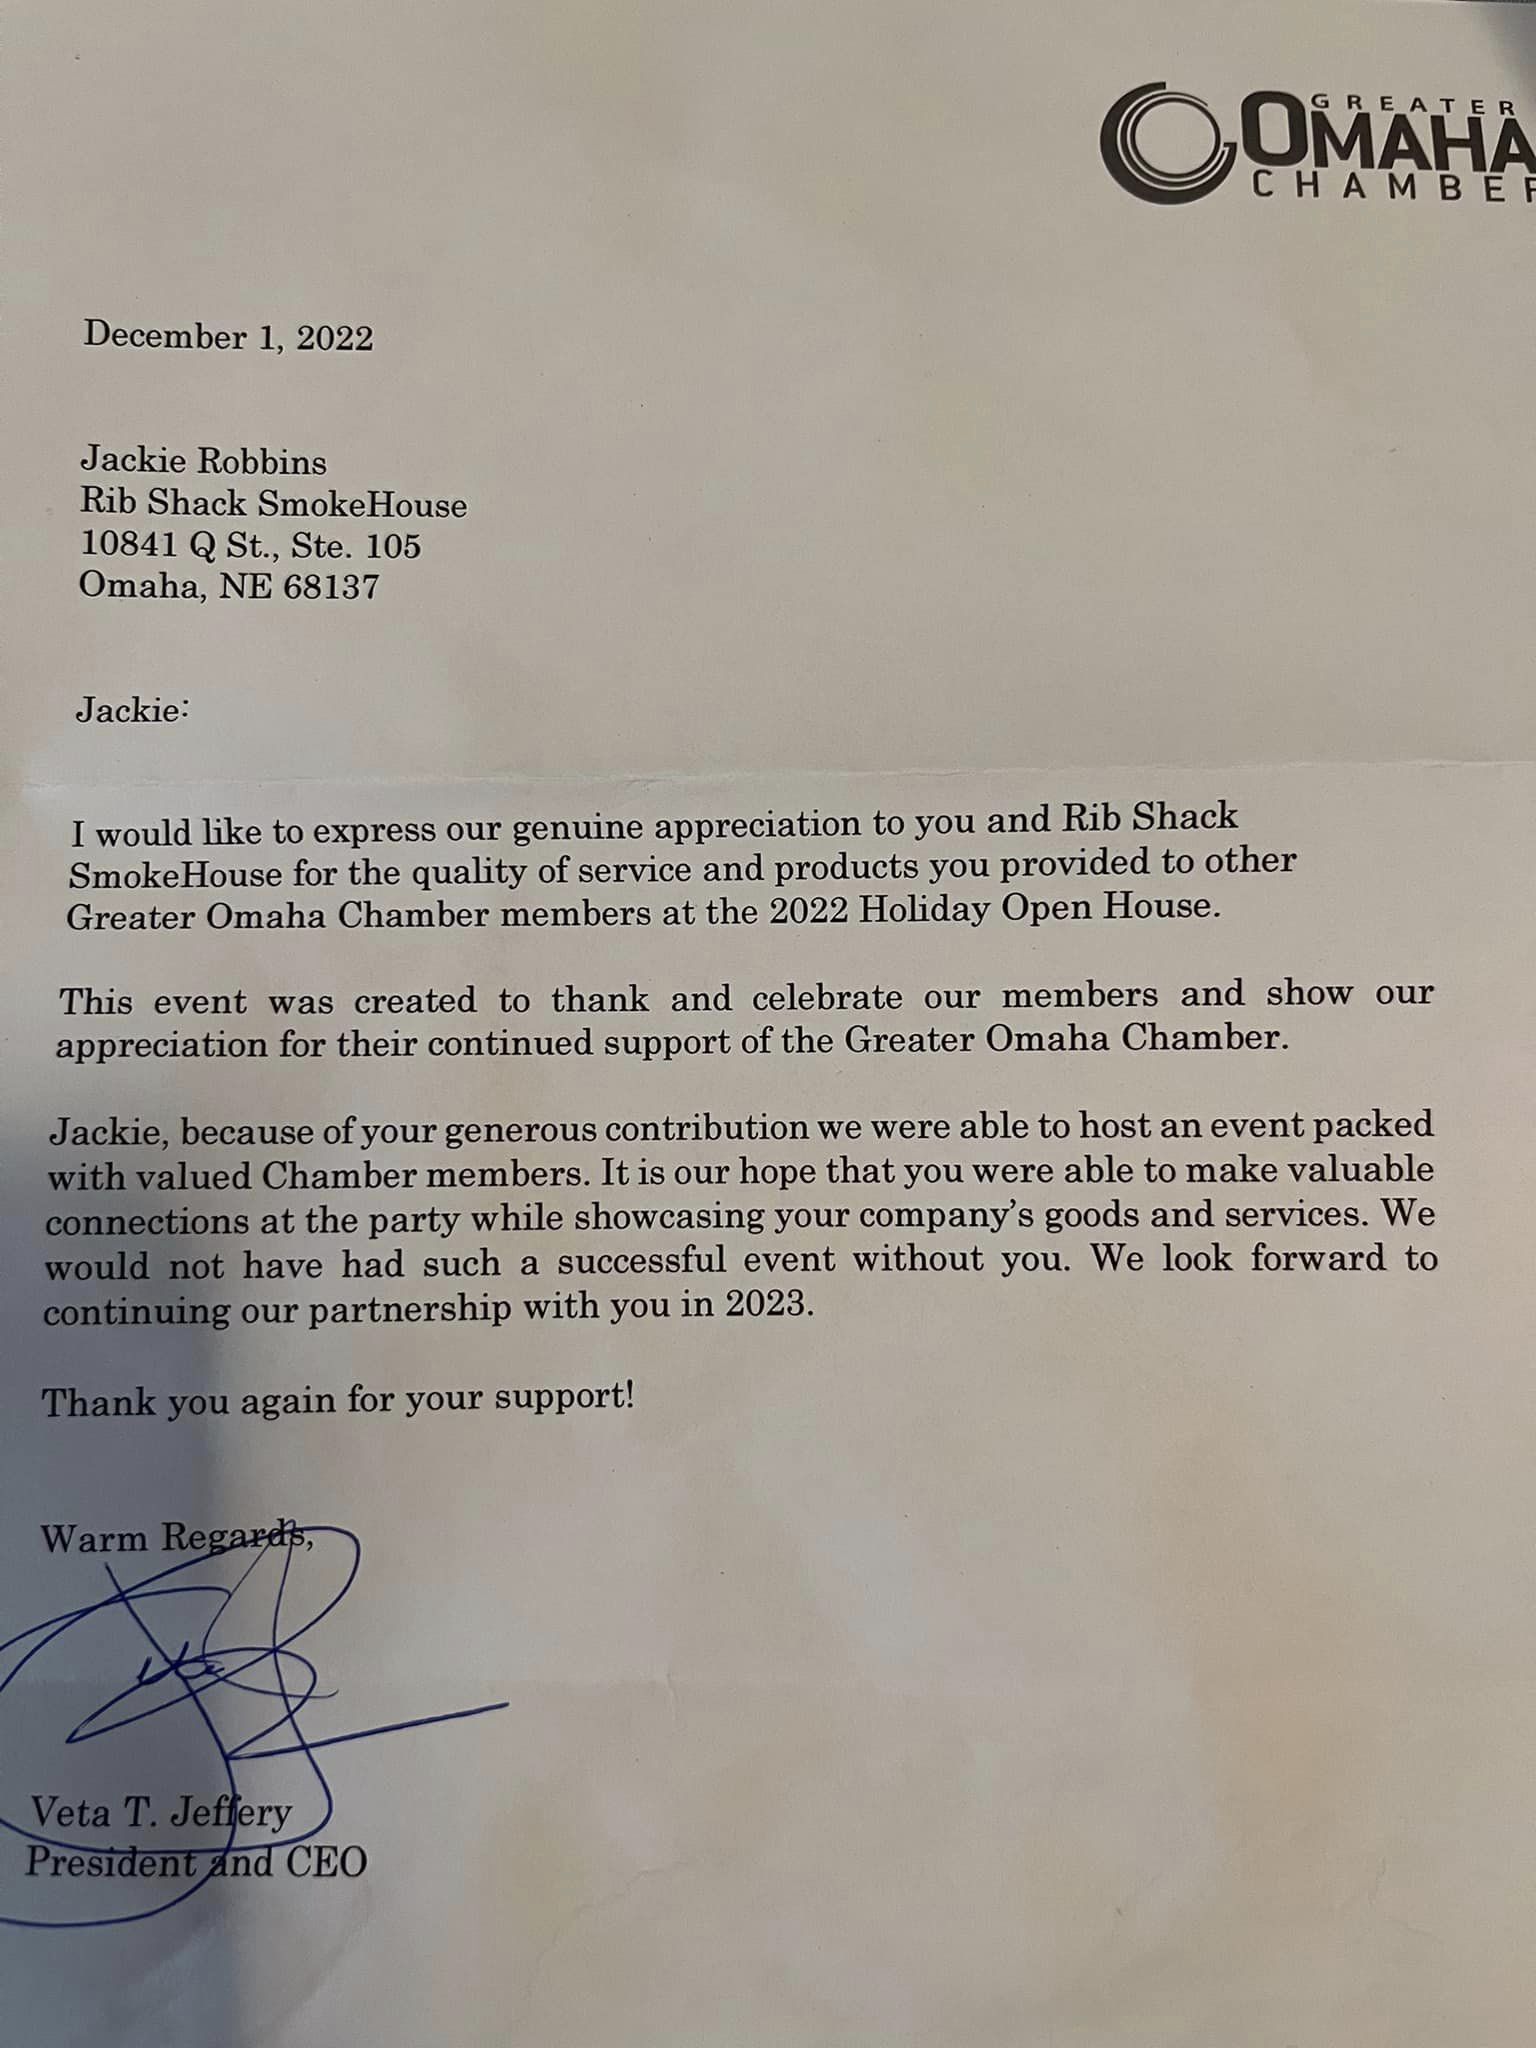 GREATER
OMAHA
CHAMBER
December 1, 2022
Jackie Robbins
Rib Shack SmokeHouse
10841 Q St., Ste. 105
Omaha, NE 68137
Jackie:
I would like to express our genuine appreciation to you and Rib Shack
SmokeHouse for the quality of service and products you provided to other
Greater Omaha Chamber members at the 2022 Holiday Open House.
This event was created to thank and celebrate our members and show our
appreciation for their continued support of the Greater Omaha Chamber.
Jackie, because of your generous contribution we were able to host an event packed
with valued Chamber members. It is our hope that you were able to make valuable
connections at the party while showcasing your company's goods and services. We
would not have had such a successful event without you. We look forward to
continuing our partnership with you in 2023.
Thank you again for your support!
Warm Regards,
Veta T. Jeffery
President and CEO